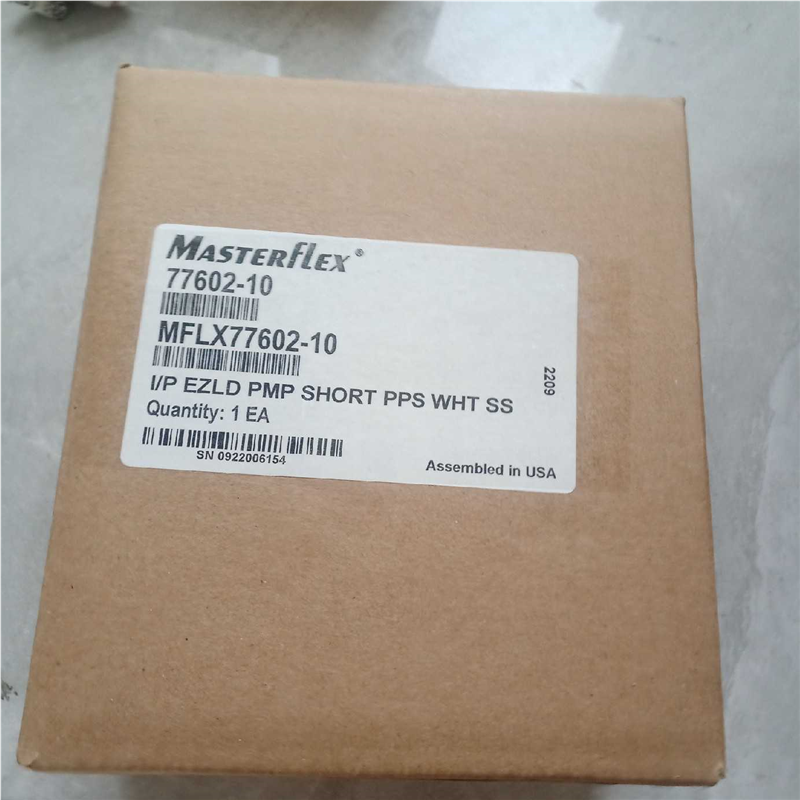 MASTERFLEX®
77602-10
MFLX77602-10
I/P EZLD PMP SHORT PPS WHT SS
Quantity: 1 EA
SN 0922006154
Assembled in USA
2209